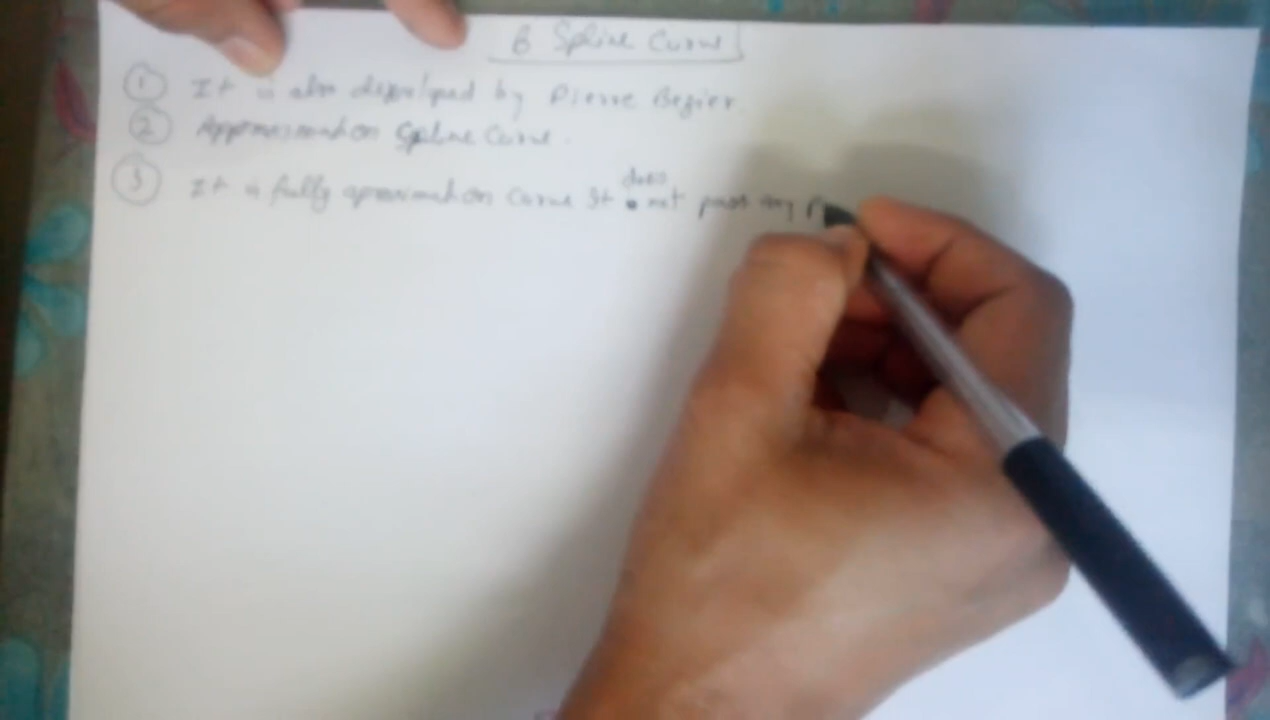 B Spline Curve
① It is also developed by Pierre Bezier.
② Approximation Spline Curve.
③ It is fully aproximation Curve It does not pass any